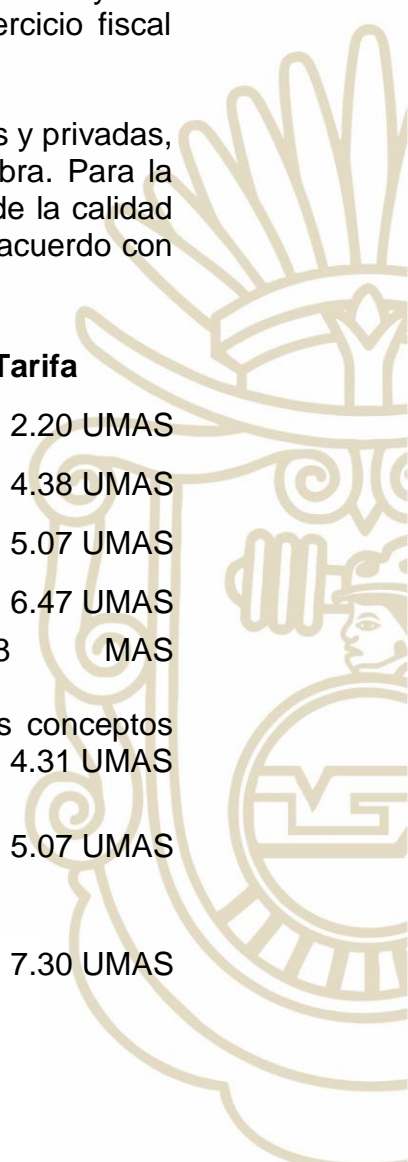 ercicio fiscal
s y privadas,
bra. Para la
de la calidad
acuerdo con
Tarifa
2.20 UMAS
4.38 UMAS
5.07 UMAS
6.47 UMAS
MAS
s conceptos
4.31 UMAS
5.07 UMAS
7.30 UMAS